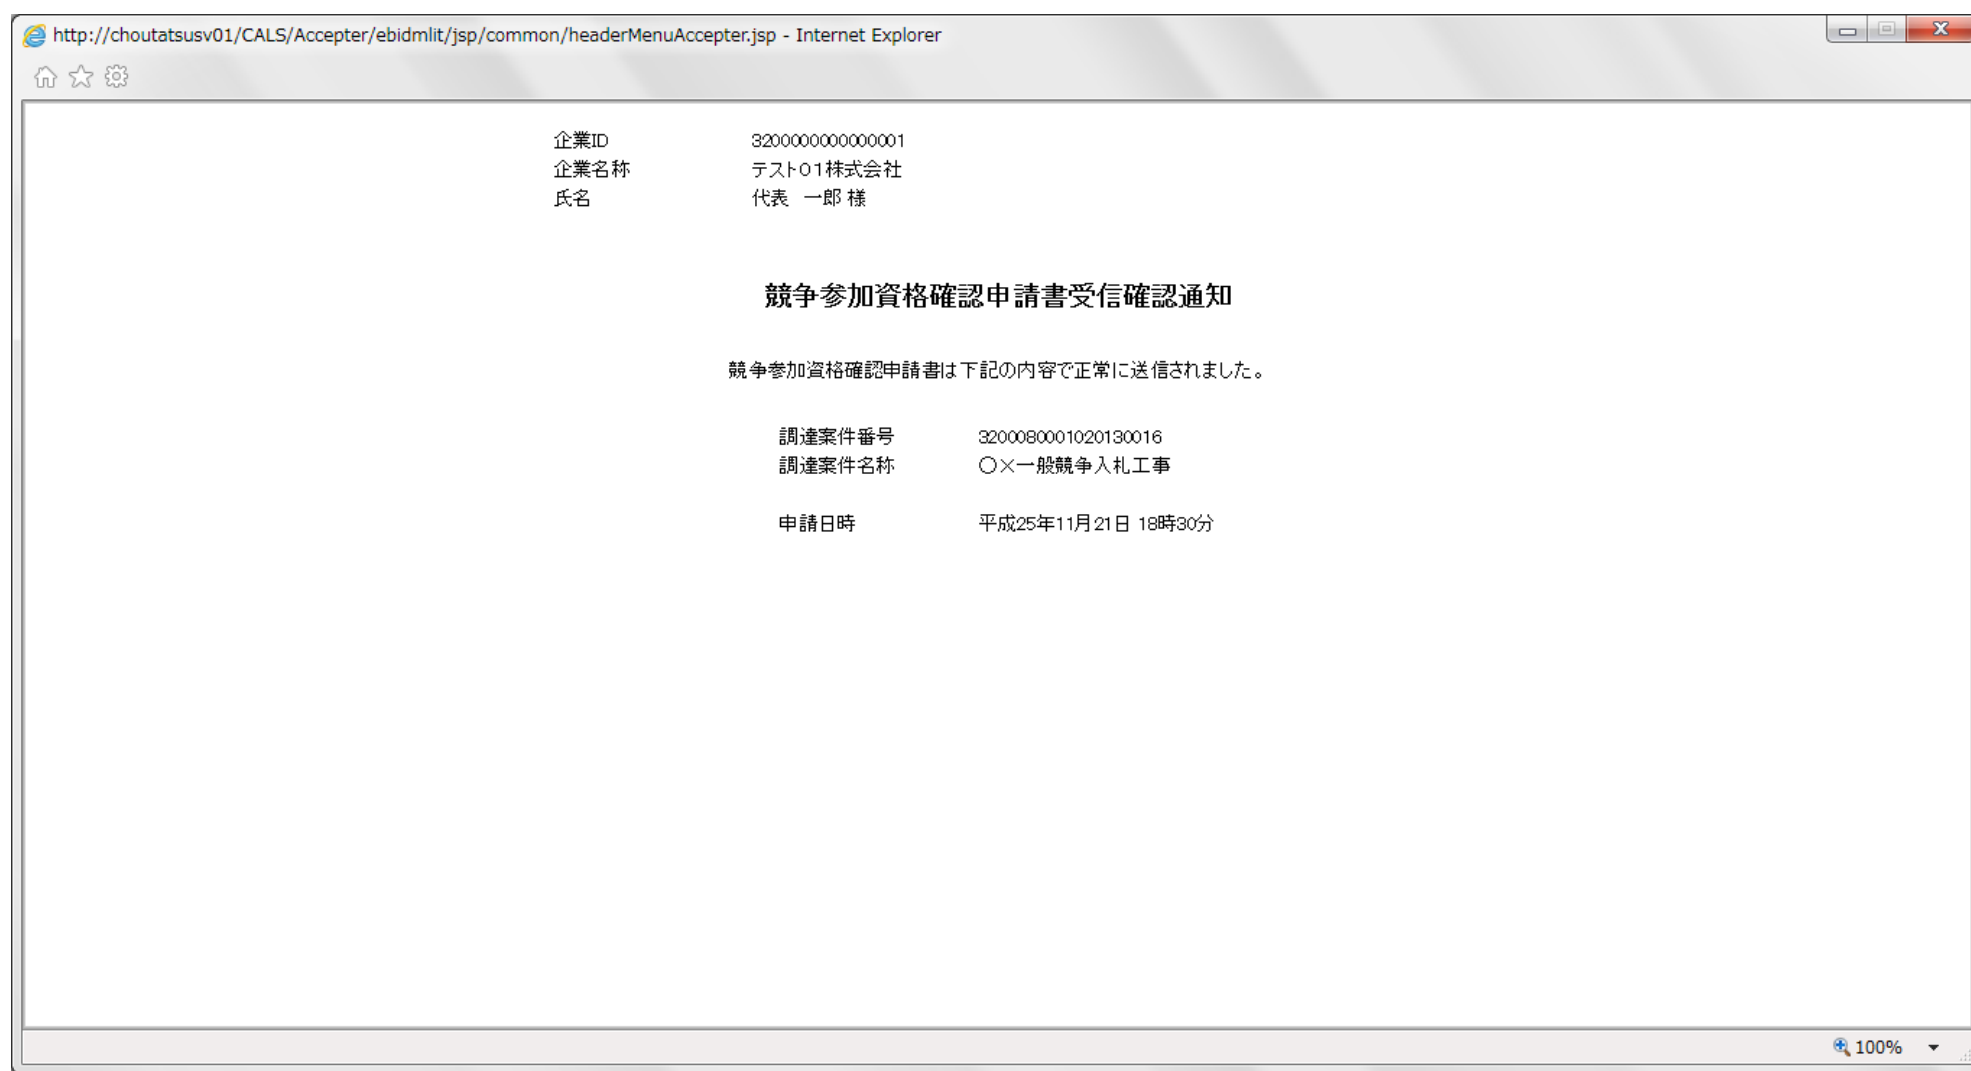 http://choutatsusv01/CALS/Accepter/ebidmlit/jsp/common/headerMenuAccepter.jsp - Internet Explorer
企業ID 3200000000000001
企業名称 テスト01株式会社
氏名 代表　一郎 様
競争参加資格確認申請書受信確認通知
競争参加資格確認申請書は下記の内容で正常に送信されました。
調達案件番号 3200080001020130016
調達案件名称 〇×一般競争入札工事
申請日時 平成25年11月21日 18時30分
100%